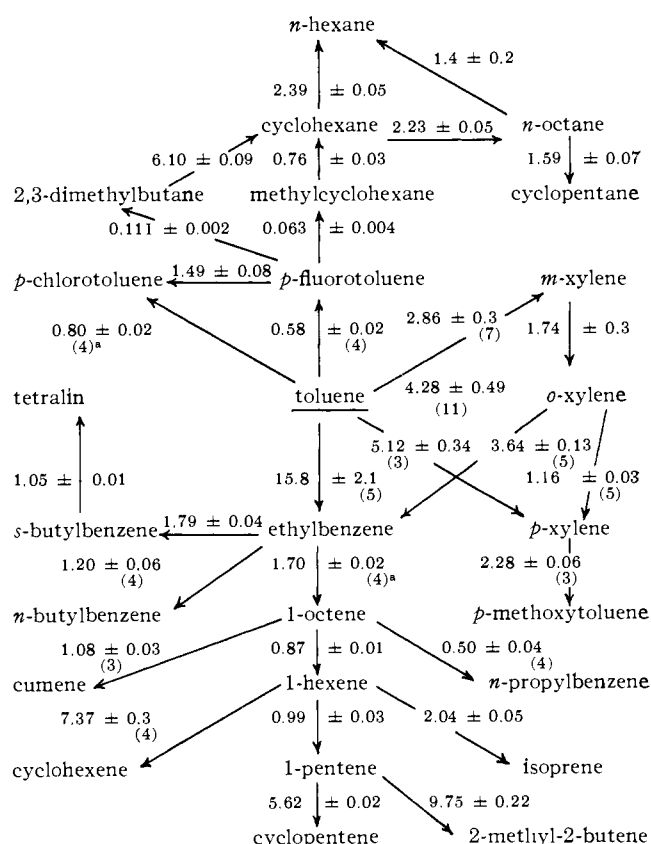 n-hexane
1.4 ± 0.2
2.39 ± 0.05
cyclohexane 2.23 ± 0.05 n-octane
6.10 ± 0.09 0.76 ± 0.03 1.59 ± 0.07
2,3-dimethylbutane methylcyclohexane cyclopentane
0.111 ± 0.002 0.063 ± 0.004
p-chlorotoluene 1.49 ± 0.08 p-fluorotoluene m-xylene
0.80 ± 0.02 0.58 ± 0.02 2.86 ± 0.3 1.74 ± 0.3
(4)ª (4) (7)
tetralin toluene 4.28 ± 0.49 o-xylene
(11)
5.12 ± 0.34 3.64 ± 0.13
(3) (5)
1.05 ± 0.01 15.8 ± 2.1 1.16 ± 0.03
(5) (5)
s-butylbenzene 1.79 ± 0.04 ethylbenzene p-xylene
1.20 ± 0.06 1.70 ± 0.02 2.28 ± 0.06
(4) (4)ª (3)
n-butylbenzene 1-octene p-methoxytoluene
1.08 ± 0.03 0.87 ± 0.01 0.50 ± 0.04
(3) (4)
cumene 1-hexene n-propylbenzene
7.37 ± 0.3 0.99 ± 0.03 2.04 ± 0.05
(4)
cyclohexene 1-pentene isoprene
5.62 ± 0.02 9.75 ± 0.22
cyclopentene 2-methyl-2-butene